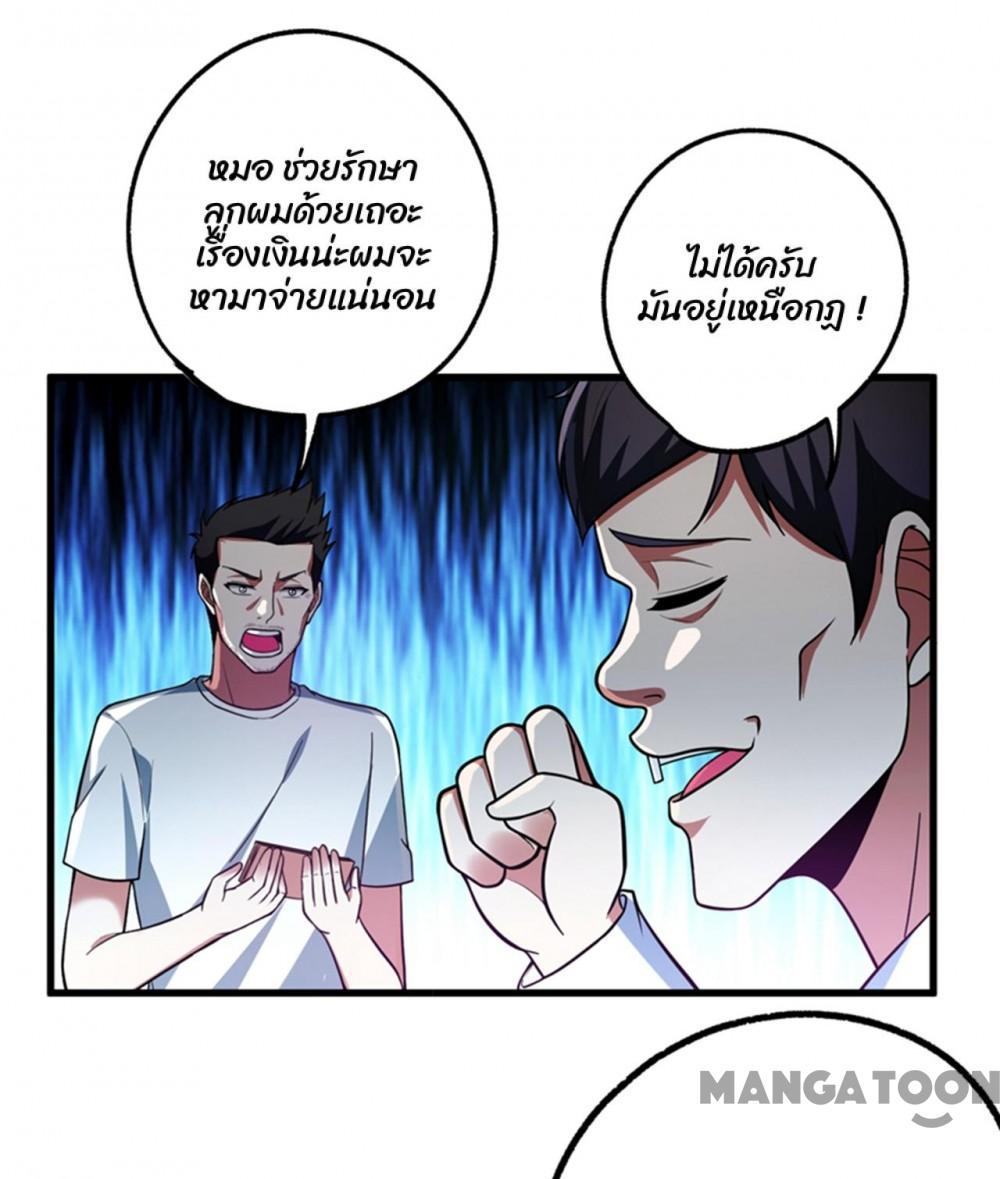 หมอ ช่วยรักษา
ลูกผมด้วยเถอะ
เรื่องเงินน่ะผมจะ
หามาจ่ายแน่นอน
ไม่ได้ครับ
มันอยู่เหนือกฏ !
MANGATOON